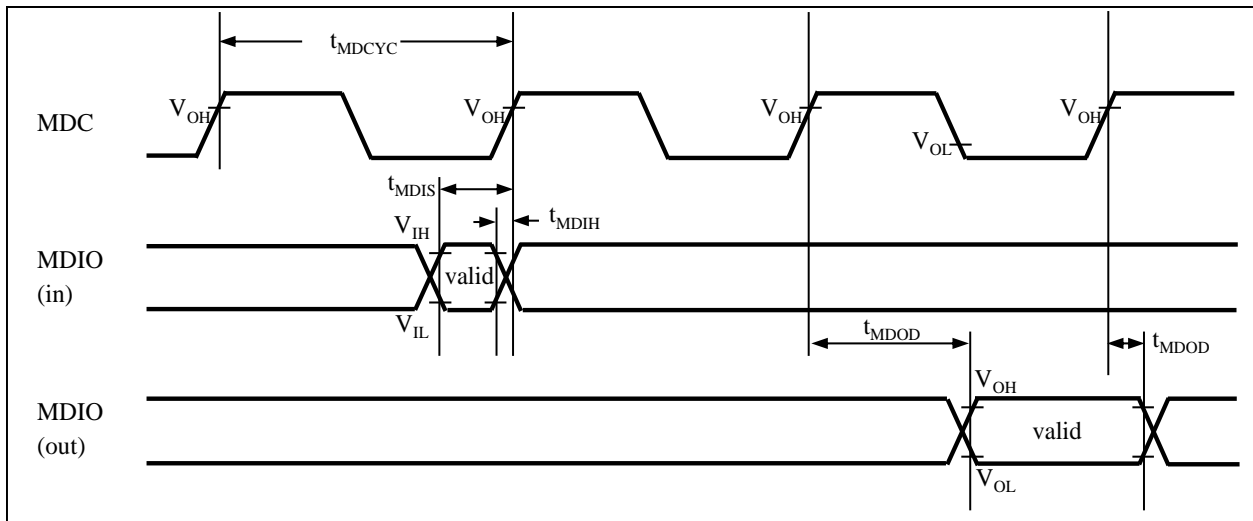 tMDCYC
VOH VOH VOH VOH
MDC
VOL
tMDIS
VIH tMDIH
MDIO
(in)
valid
VIL
tMDOD tMDOD
VOH
MDIO
(out)
valid
VOL